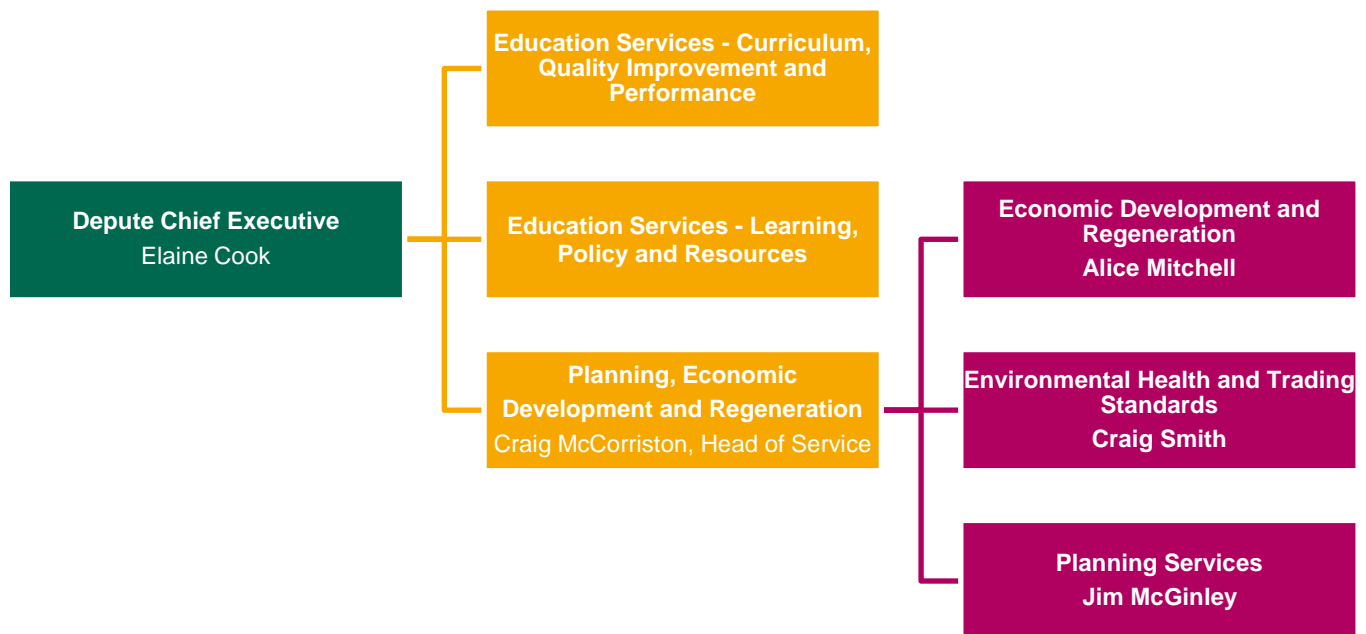 Education Services - Curriculum,
Quality Improvement and
Performance
Depute Chief Executive
Elaine Cook
Education Services - Learning,
Policy and Resources
Planning, Economic
Development and Regeneration
Craig McCorriston, Head of Service
Economic Development and
Regeneration
Alice Mitchell
Environmental Health and Trading
Standards
Craig Smith
Planning Services
Jim McGinley